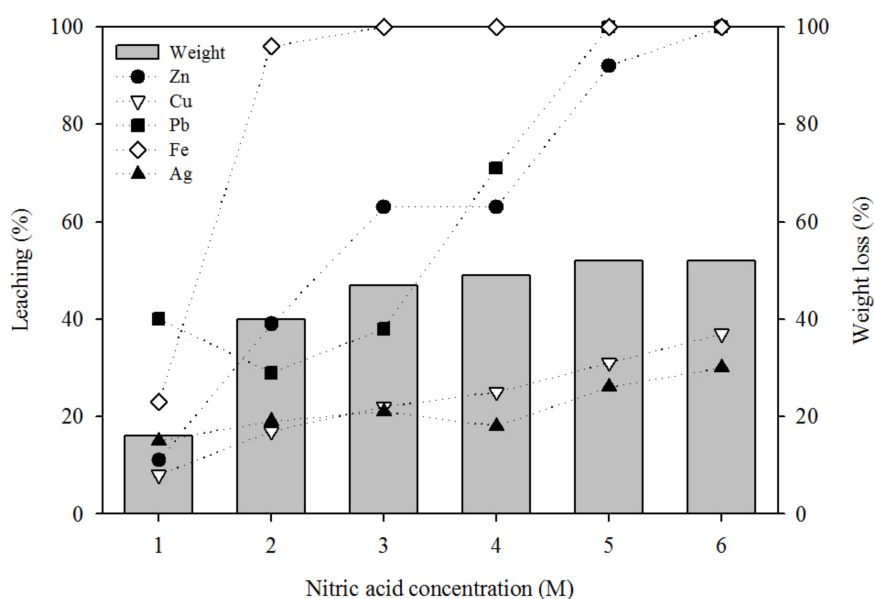 100
80
60
40
20
0
Leaching (%)
Weight
Zn
Cu
Pb
Fe
Ag
100
80
60
40
20
0
Weight loss (%)
1 2 3 4 5 6
Nitric acid concentration (M)